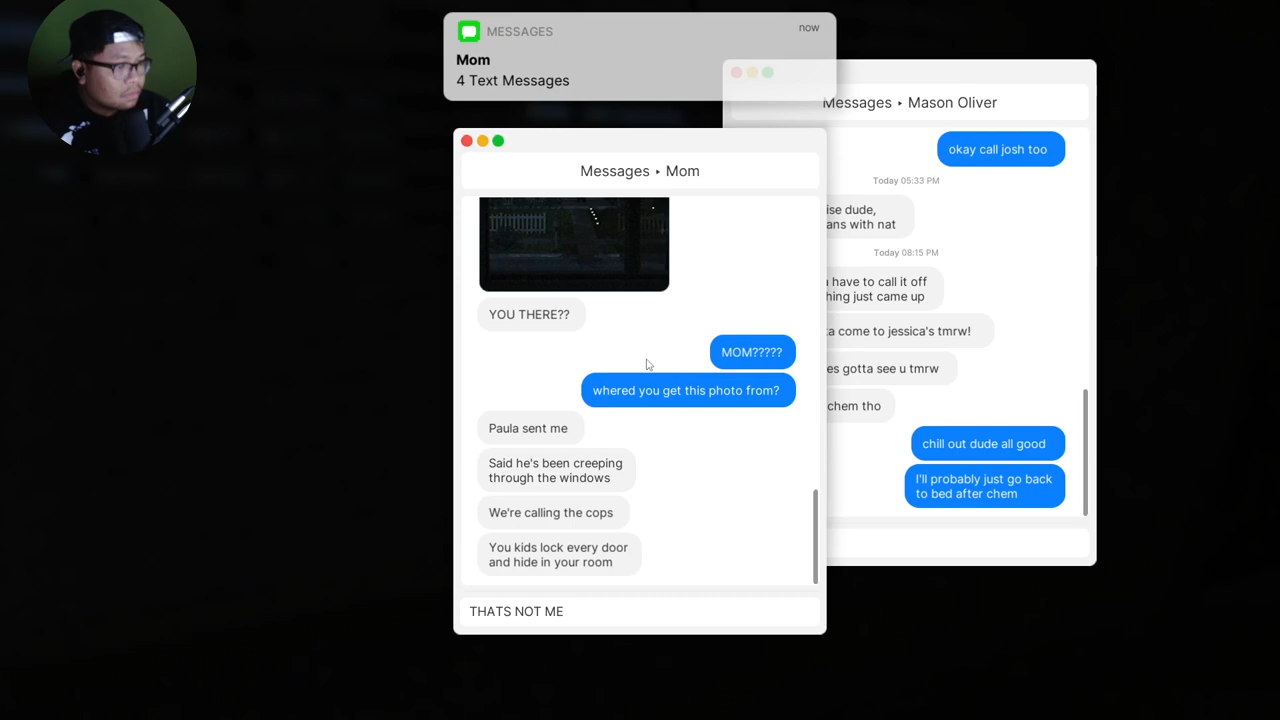 MESSAGES
now
Mom
4 Text Messages
Messages ▸ Mason Oliver
okay call josh too
Today 05:33 PM
dude,
with nat
Today 08:15 PM
have to call it off
just came up
come to jessica's tmrw!
gotta see u tmrw
chem tho
chill out dude all good
I'll probably just go back
to bed after chem
Messages ▸ Mom
YOU THERE??
MOM?????
whered you get this photo from?
Paula sent me
Said he's been creeping
through the windows
We're calling the cops
You kids lock every door
and hide in your room
THATS NOT ME